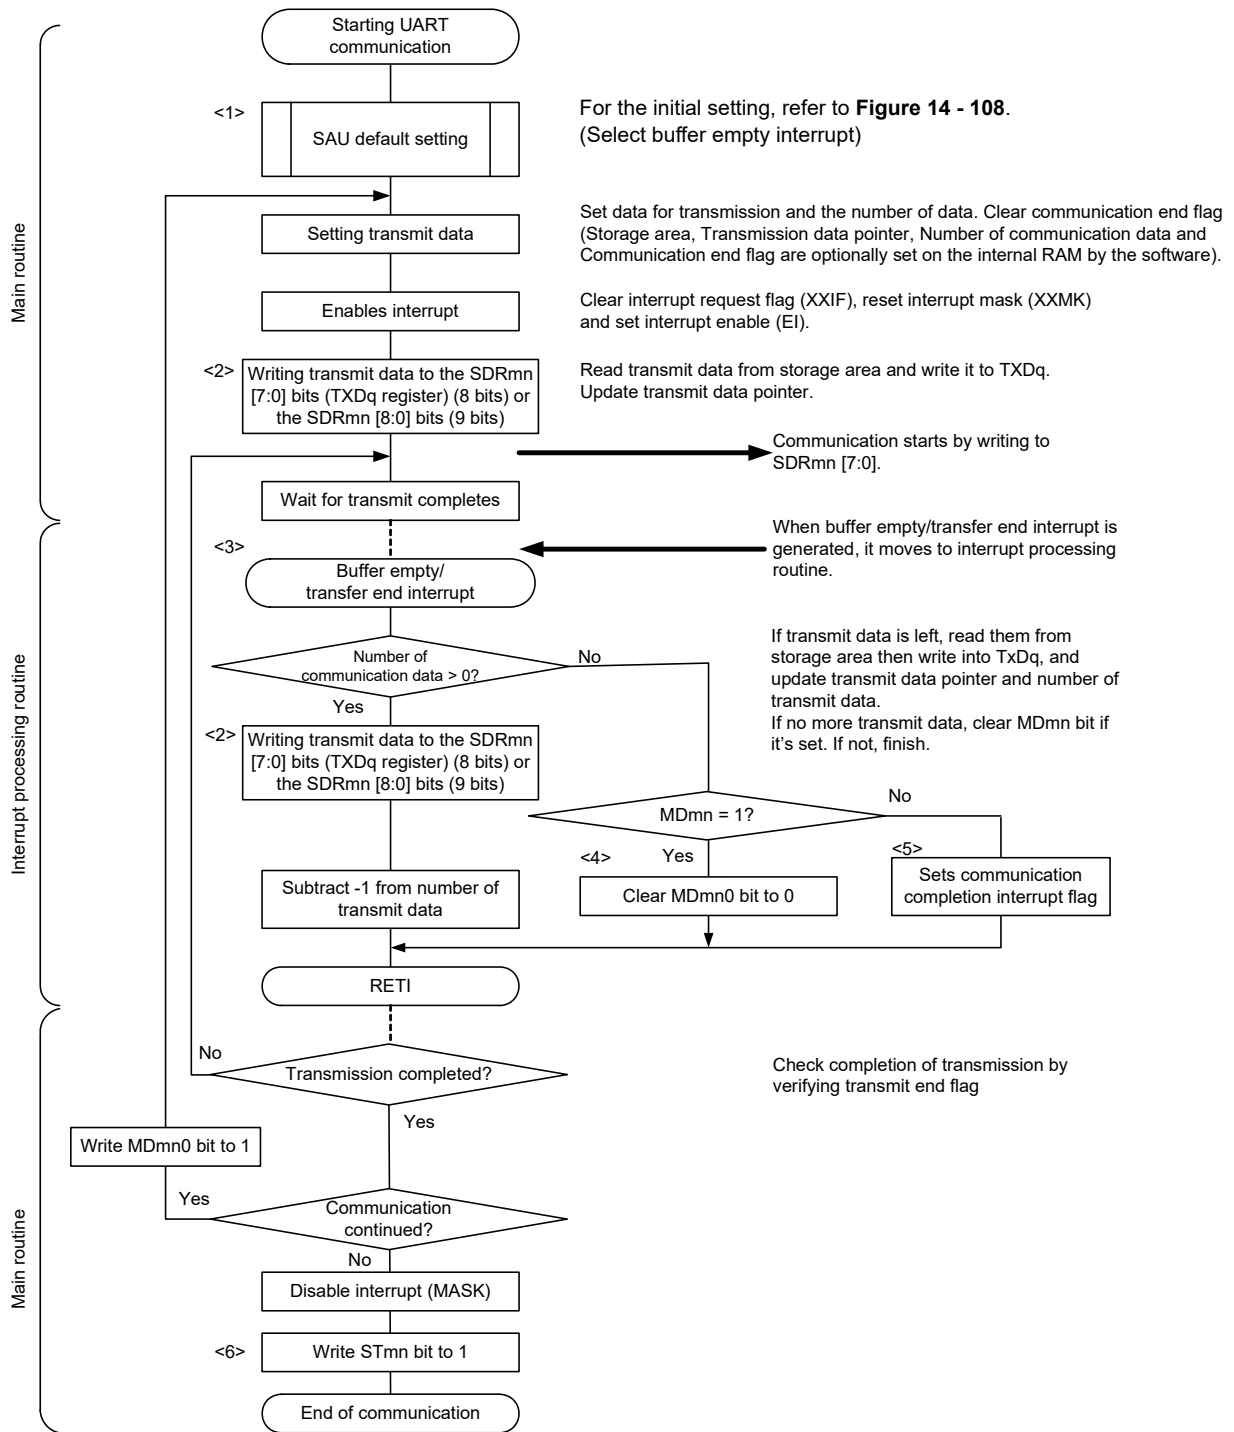 Starting UART
communication
<1>
SAU default setting
For the initial setting, refer to Figure 14 - 108.
(Select buffer empty interrupt)
Main routine
Setting transmit data
Set data for transmission and the number of data. Clear communication end flag
(Storage area, Transmission data pointer, Number of communication data and
Communication end flag are optionally set on the internal RAM by the software).
Enables interrupt
Clear interrupt request flag (XXIF), reset interrupt mask (XXMK)
and set interrupt enable (EI).
<2>
Writing transmit data to the SDRmn
[7:0] bits (TXDq register) (8 bits) or
the SDRmn [8:0] bits (9 bits)
Read transmit data from storage area and write it to TXDq.
Update transmit data pointer.
Communication starts by writing to
SDRmn [7:0].
Wait for transmit completes
<3>
When buffer empty/transfer end interrupt is
generated, it moves to interrupt processing
routine.
Buffer empty/
transfer end interrupt
Interrupt processing routine
Number of
communication data > 0?
No
Yes
If transmit data is left, read them from
storage area then write into TxDq, and
update transmit data pointer and number of
transmit data.
If no more transmit data, clear MDmn bit if
it's set. If not, finish.
<2>
Writing transmit data to the SDRmn
[7:0] bits (TXDq register) (8 bits) or
the SDRmn [8:0] bits (9 bits)
MDmn = 1?
No
Yes
<4>
<5>
Subtract -1 from number of
transmit data
Clear MDmn0 bit to 0
Sets communication
completion interrupt flag
RETI
Main routine
No
Transmission completed?
Check completion of transmission by
verifying transmit end flag
Yes
Write MDmn0 bit to 1
Yes
Communication
continued?
No
Disable interrupt (MASK)
<6>
Write STmn bit to 1
End of communication